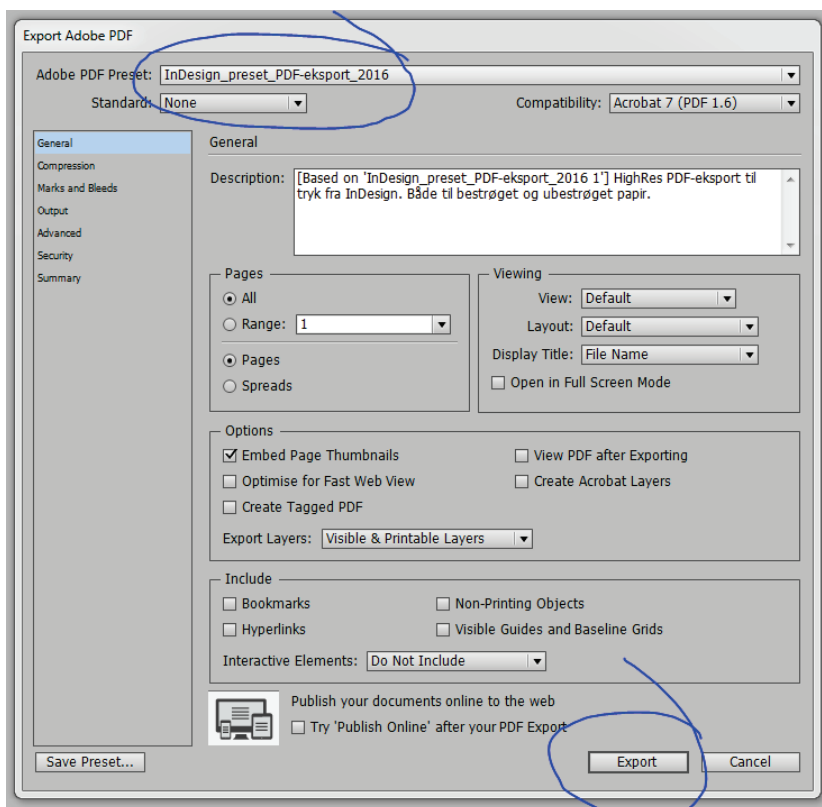 Export Adobe PDF
Adobe PDF Preset: InDesign_preset_PDF-eksport_2016
Standard: None Compatibility: Acrobat 7 (PDF 1.6)
General
Compression
Marks and Bleeds
Output
Advanced
Security
Summary
General
Description: [Based on 'InDesign_preset_PDF-eksport_2016 1'] HighRes PDF-eksport til
tryk fra InDesign. Både til bestrøget og ubestrøget papir.
Pages
All
Range: 1
Pages
Spreads
Viewing
View: Default
Layout: Default
Display Title: File Name
Open in Full Screen Mode
Options
Embed Page Thumbnails View PDF after Exporting
Optimise for Fast Web View Create Acrobat Layers
Create Tagged PDF
Export Layers: Visible & Printable Layers
Include
Bookmarks Non-Printing Objects
Hyperlinks Visible Guides and Baseline Grids
Interactive Elements: Do Not Include
Publish your documents online to the web
Try 'Publish Online' after your PDF Export
Save Preset... Export Cancel